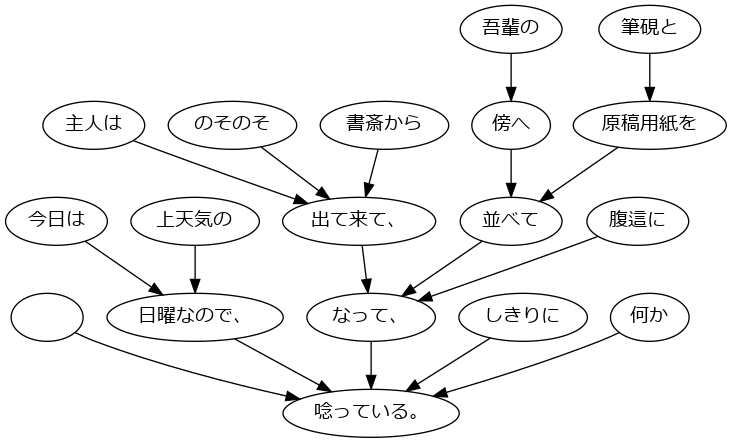 吾輩の
筆硯と
主人は
のそのそ
書斎から
傍へ
原稿用紙を
今日は
上天気の
出て来て、
並べて
腹這に
日曜なので、
なって、
しきりに
何か
唸っている。